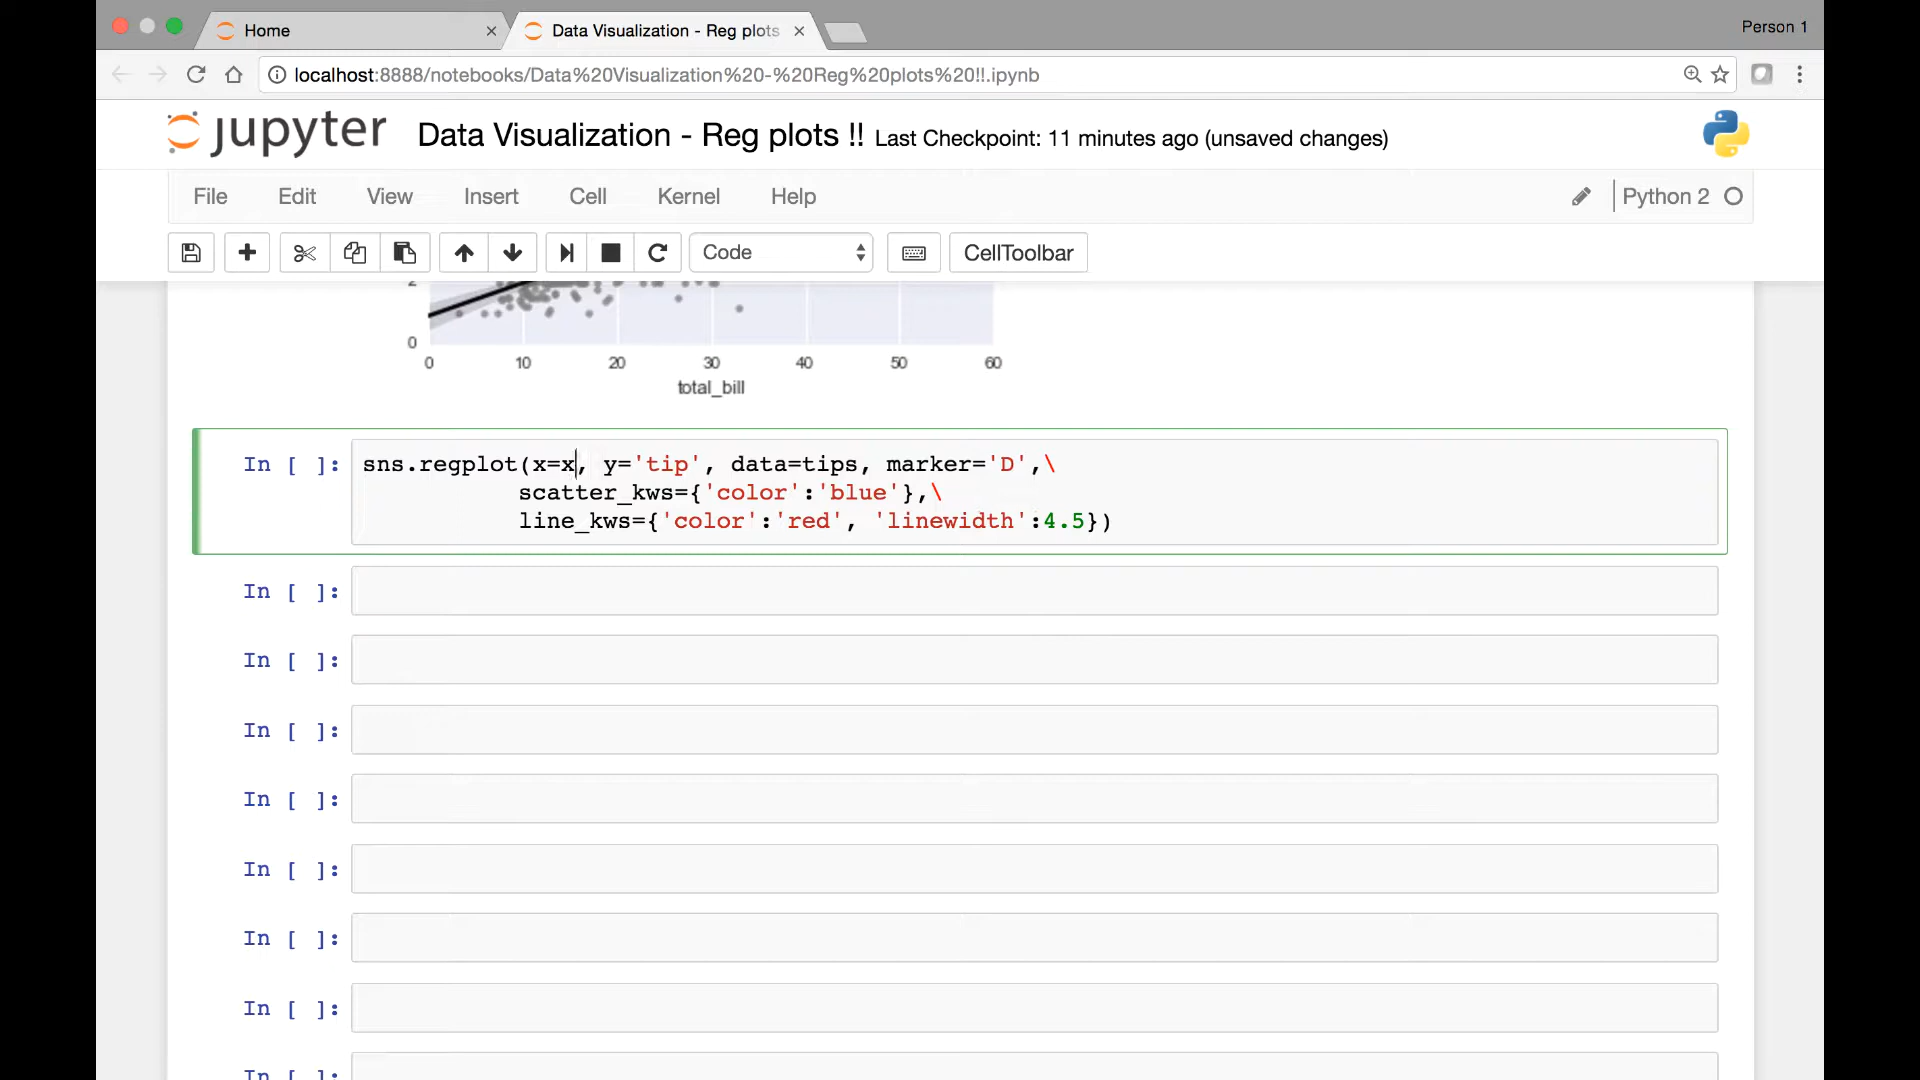 Home
Data Visualization - Reg plots
Person 1
localhost:8888/notebooks/Data%20Visualization%20-%20Reg%20plots%20!!.ipynb
jupyter Data Visualization - Reg plots !! Last Checkpoint: 11 minutes ago (unsaved changes)
File Edit View Insert Cell Kernel Help Python 2
Code CellToolbar
2
0
0 10 20 30 40 50 60
total_bill
In [ ]: sns.regplot(x=x, y='tip', data=tips, marker='D',\
scatter_kws={'color':'blue'},\
line_kws={'color':'red', 'linewidth':4.5})
In [ ]:
In [ ]:
In [ ]:
In [ ]:
In [ ]:
In [ ]:
In [ ]:
In [ ]: